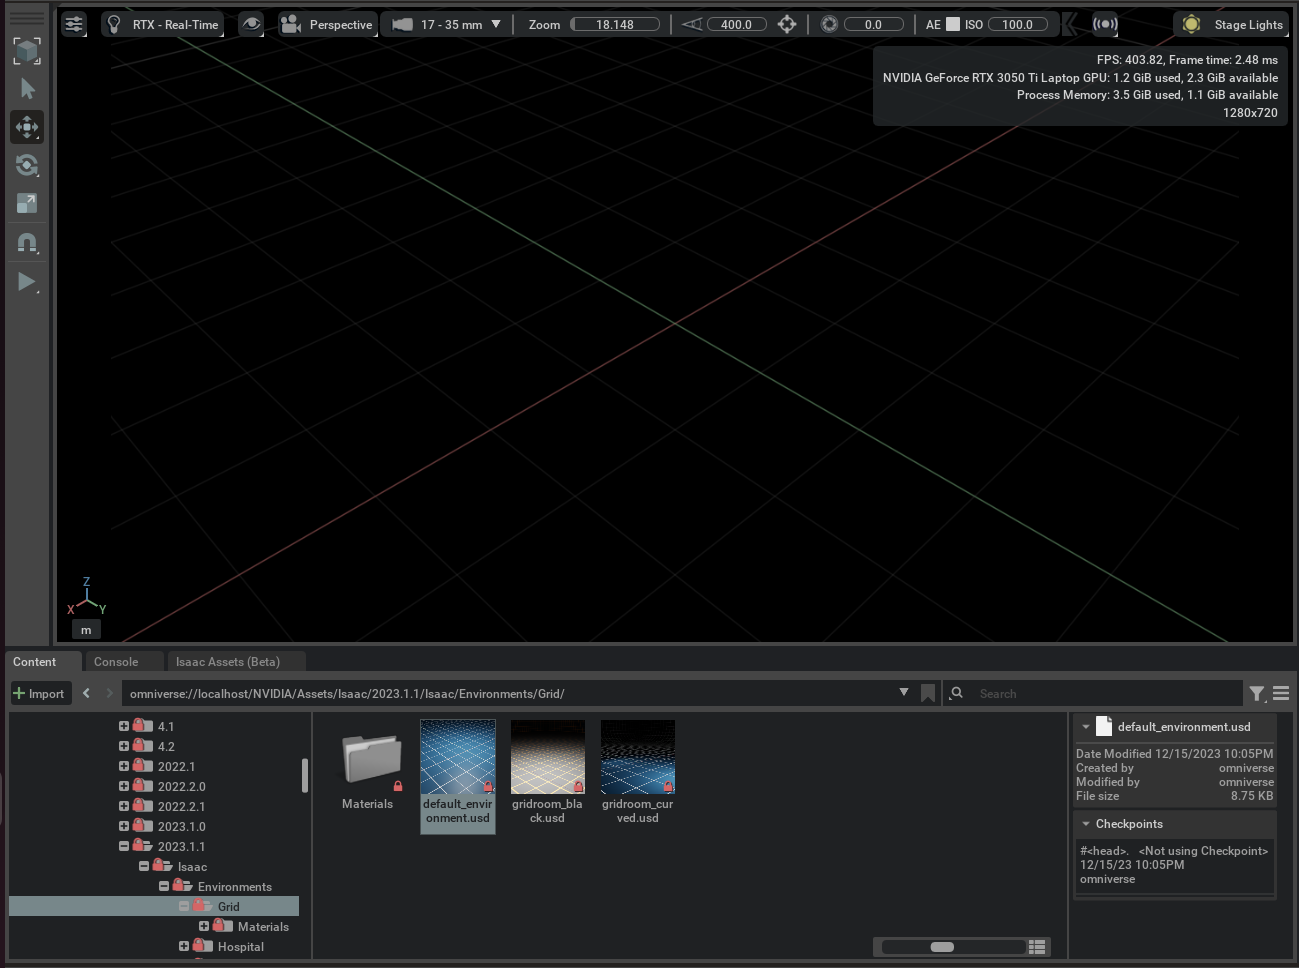 RTX - Real-Time
Perspective
17 - 35 mm
Zoom
18.148
400.0
0.0
AE
ISO
100.0
Stage Lights
FPS: 403.82, Frame time: 2.48 ms
NVIDIA GeForce RTX 3050 Ti Laptop GPU: 1.2 GiB used, 2.3 GiB available
Process Memory: 3.5 GiB used, 1.1 GiB available
1280x720
Z
X
Y
m
Content
Console
Isaac Assets (Beta)
Import
omniverse://localhost/NVIDIA/Assets/Isaac/2023.1.1/Isaac/Environments/Grid/
Search
4.1
4.2
2022.1
2022.2.0
2022.2.1
2023.1.0
2023.1.1
Isaac
Environments
Grid
Materials
Hospital
Materials
default_envir
onment.usd
gridroom_bla
ck.usd
gridroom_cur
ved.usd
default_environment.usd
Date Modified 12/15/2023 10:05PM
Created by omniverse
Modified by omniverse
File size 8.75 KB
Checkpoints
#<head>. <Not using Checkpoint>
12/15/23 10:05PM
omniverse